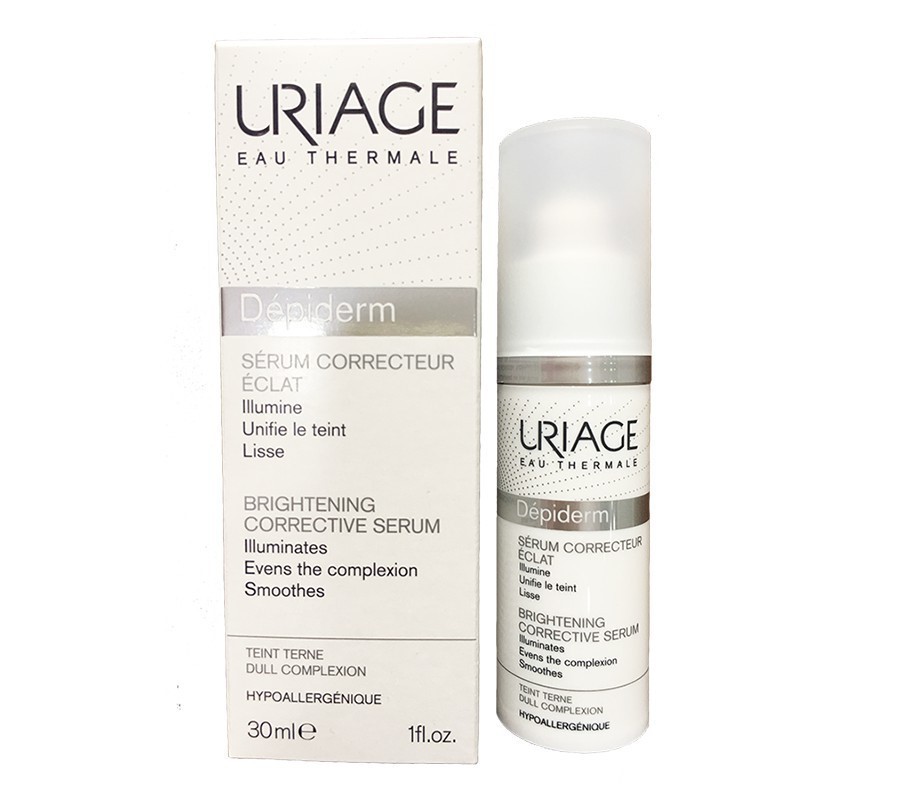 URIAGE
EAU THERMALE
Dépiderm
SÉRUM CORRECTEUR
ÉCLAT
Illumine
Unifie le teint
Lisse
BRIGHTENING
CORRECTIVE SERUM
Illuminates
Evens the complexion
Smoothes
TEINT TERNE
DULL COMPLEXION
HYPOALLERGÉNIQUE
30ml℮ 1fl.oz.
URIAGE
EAU THERMALE
Dépiderm
SÉRUM CORRECTEUR
ÉCLAT
Illumine
Unifie le teint
Lisse
BRIGHTENING
CORRECTIVE SERUM
Illuminates
Evens the complexion
Smoothes
TEINT TERNE
DULL COMPLEXION
HYPOALLERGÉNIQUE